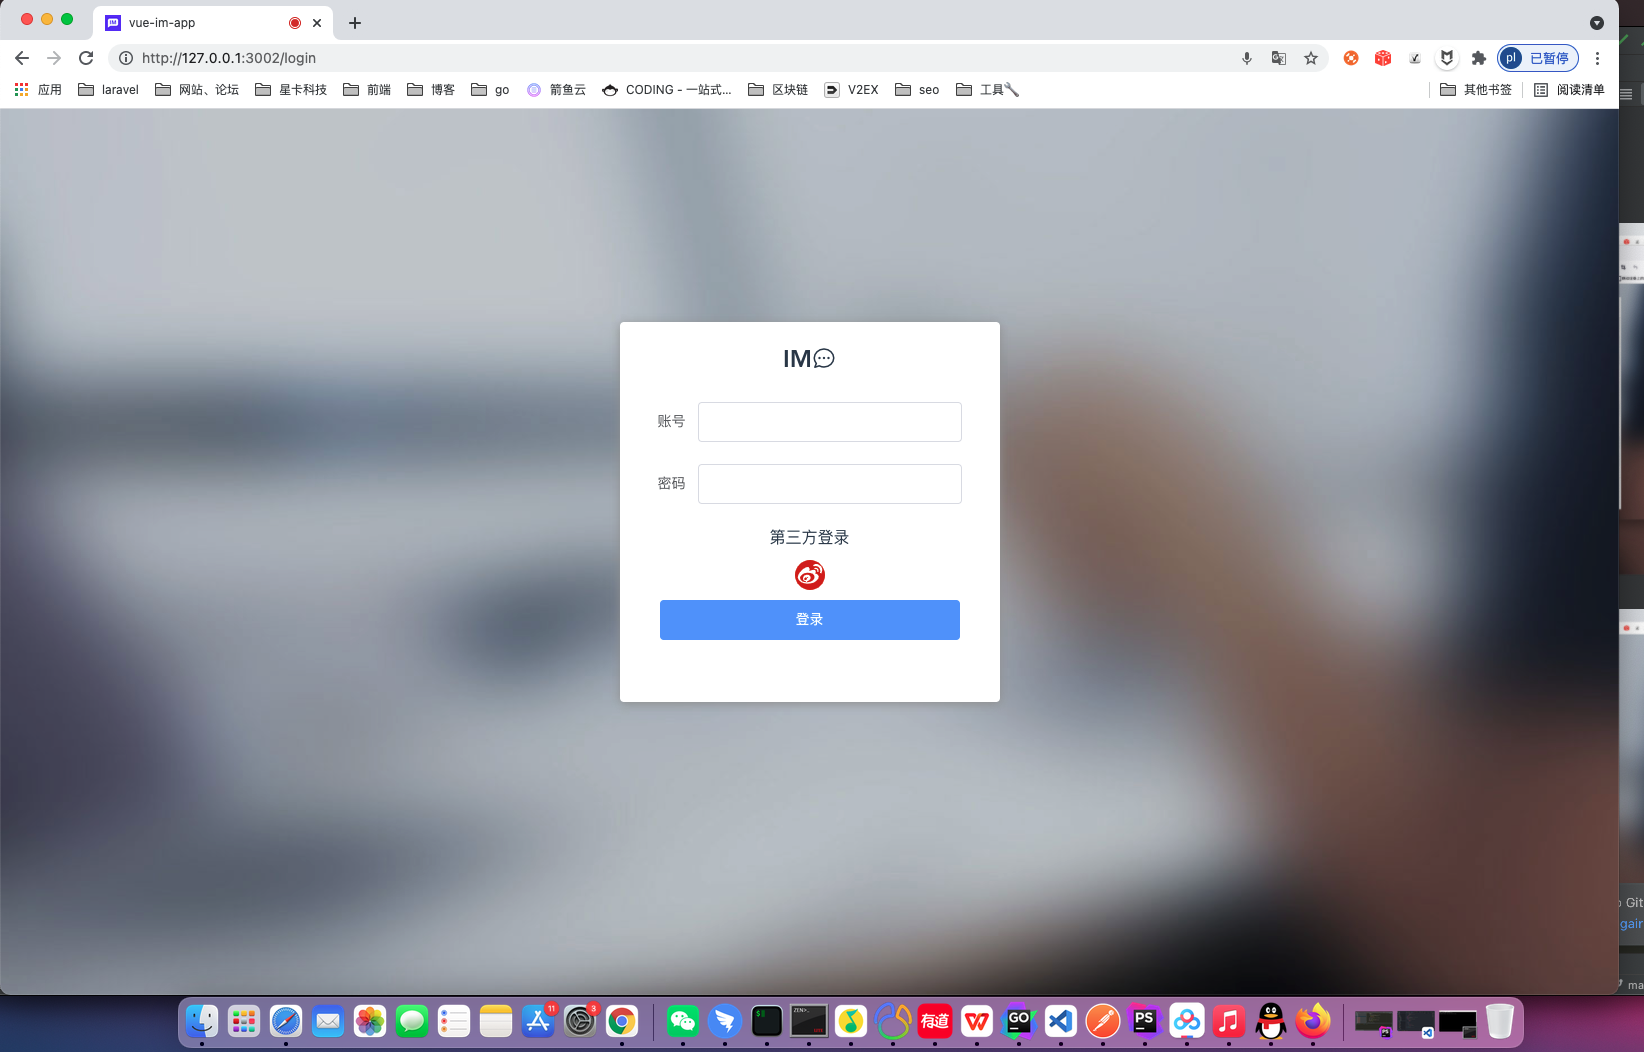 vue-im-app
http://127.0.0.1:3002/login
pl 已暂停
应用 laravel 网站、论坛 星卡科技 前端 博客 go 箭鱼云 CODING - 一站式... 区块链 V2EX seo 工具 其他书签 阅读清单
IM
账号
密码
第三方登录
登录
Git
11
3
有道
GO
PS